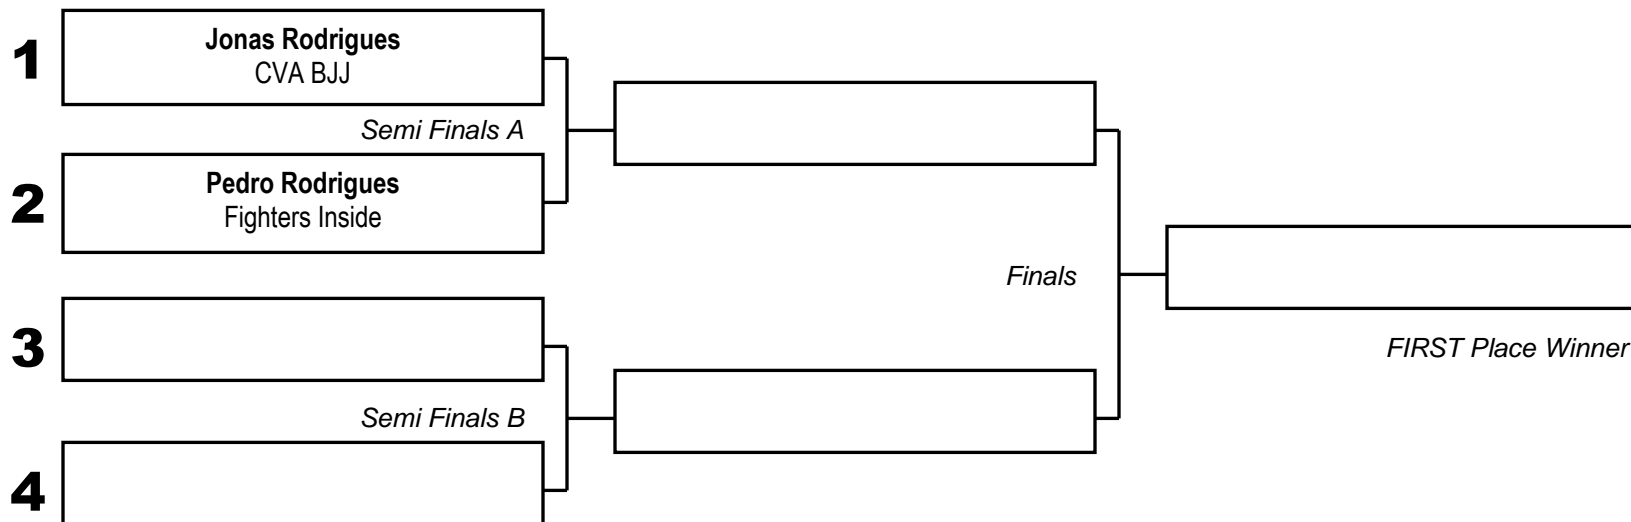 1
Jonas Rodrigues
CVA BJJ
Semi Finals A
2
Pedro Rodrigues
Fighters Inside
Finals
FIRST Place Winner
3
Semi Finals B
4